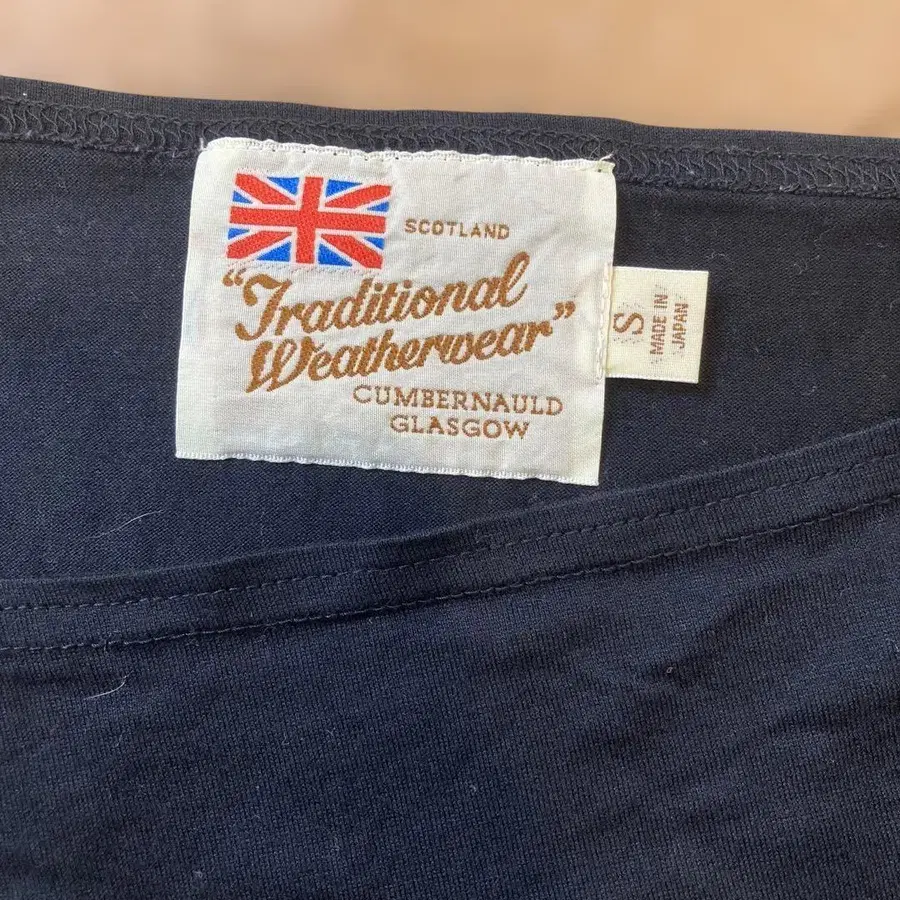 SCOTLAND
"Traditional
Weatherwear"
CUMBERNAULD
GLASGOW
S
MADE IN
JAPAN